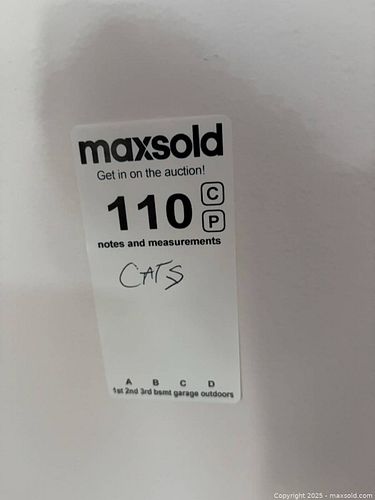 maxsold
Get in on the auction!
110 C
P
notes and measurements
CATS
A B C D
1st 2nd 3rd bsmt garage outdoors
Copyright 2025 - maxsold.com